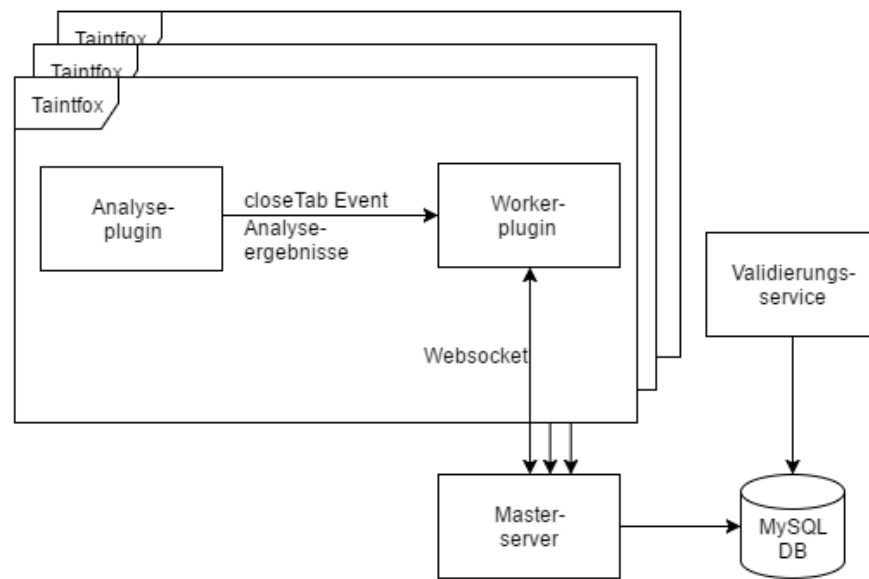 Taintfox
Taintfox
Taintfox
Analyse-
plugin
closeTab Event
Analyse-
ergebnisse
Worker-
plugin
Validierungs-
service
Websocket
Master-
server
MySQL
DB